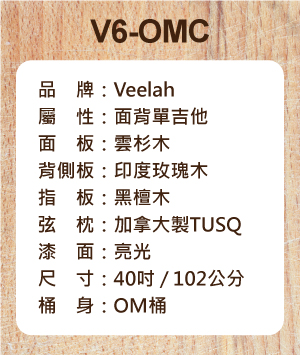 V6-OMC
品　牌：Veelah
屬　性：面背單吉他
面　板：雲杉木
背側板：印度玫瑰木
指　板：黑檀木
弦　枕：加拿大製TUSQ
漆　面：亮光
尺　寸：40吋 / 102公分
桶　身：OM桶